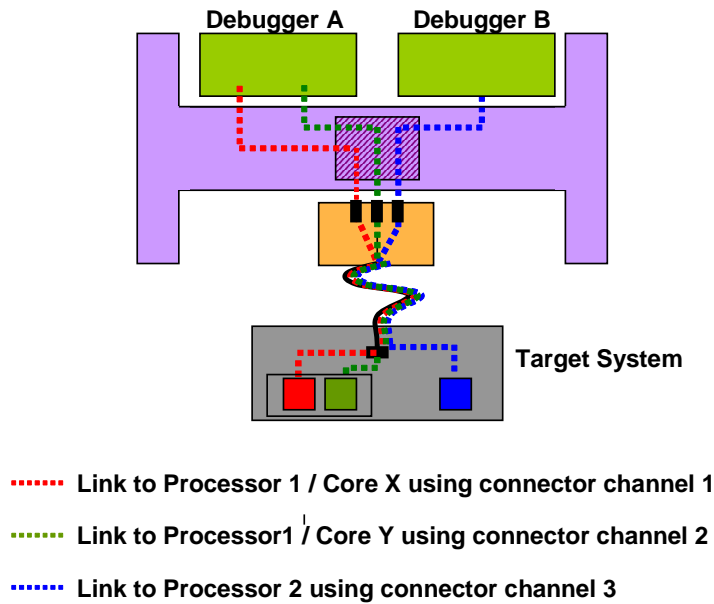 Debugger A
Debugger B
Target System
Link to Processor 1 / Core X using connector channel 1
Link to Processor1 / Core Y using connector channel 2
Link to Processor 2 using connector channel 3